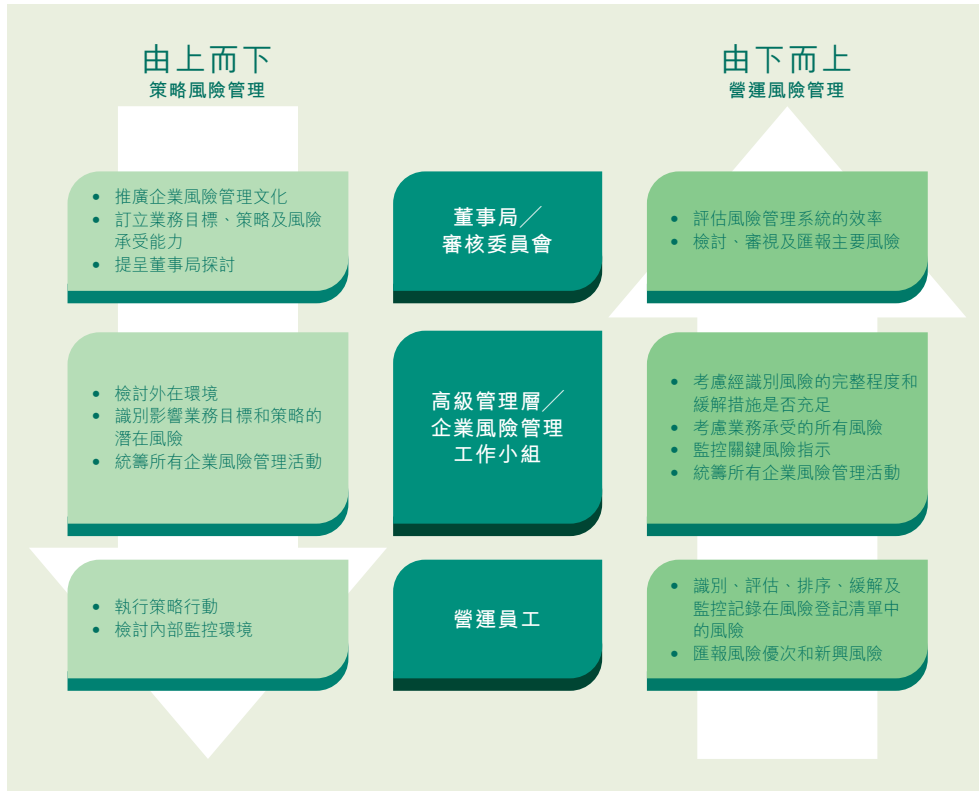 由上而下
策略風險管理
由下而上
營運風險管理
• 推廣企業風險管理文化
• 訂立業務目標、策略及風險
承受能力
• 提呈董事局探討
董事局／
審核委員會
• 評估風險管理系統的效率
• 檢討、審視及匯報主要風險
• 檢討外在環境
• 識別影響業務目標和策略的
潛在風險
• 統籌所有企業風險管理活動
高級管理層／
企業風險管理
工作小組
• 考慮經識別風險的完整程度和
緩解措施是否充足
• 考慮業務承受的所有風險
• 監控關鍵風險指示
• 統籌所有企業風險管理活動
• 執行策略行動
• 檢討內部監控環境
營運員工
• 識別、評估、排序、緩解及
監控記錄在風險登記清單中
的風險
• 匯報風險優次和新興風險